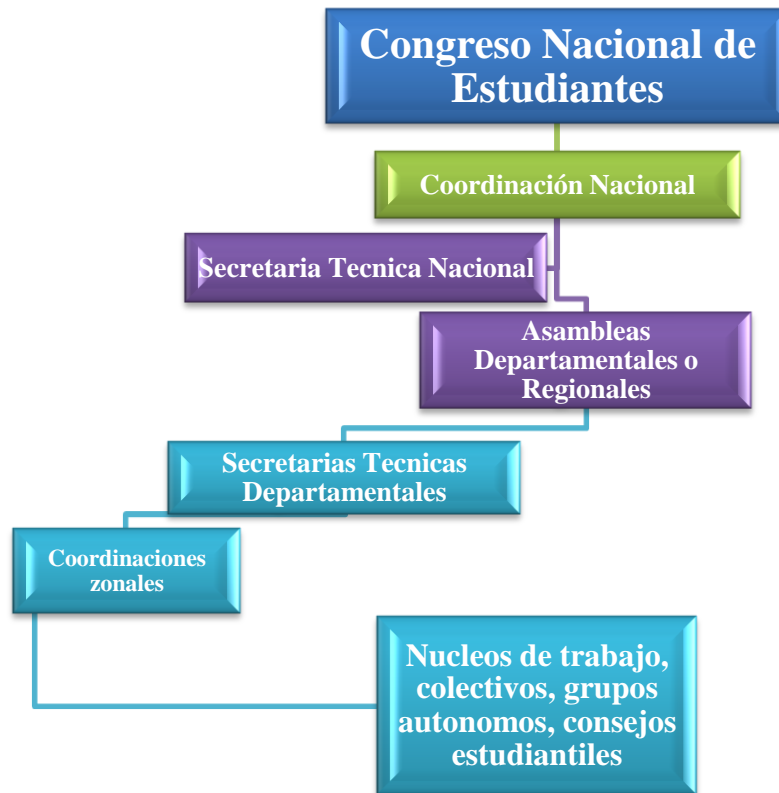 Congreso Nacional de
Estudiantes
Coordinación Nacional
Secretaria Tecnica Nacional
Asambleas
Departamentales o
Regionales
Secretarias Tecnicas
Departamentales
Coordinaciones
zonales
Nucleos de trabajo,
colectivos, grupos
autonomos, consejos
estudiantiles